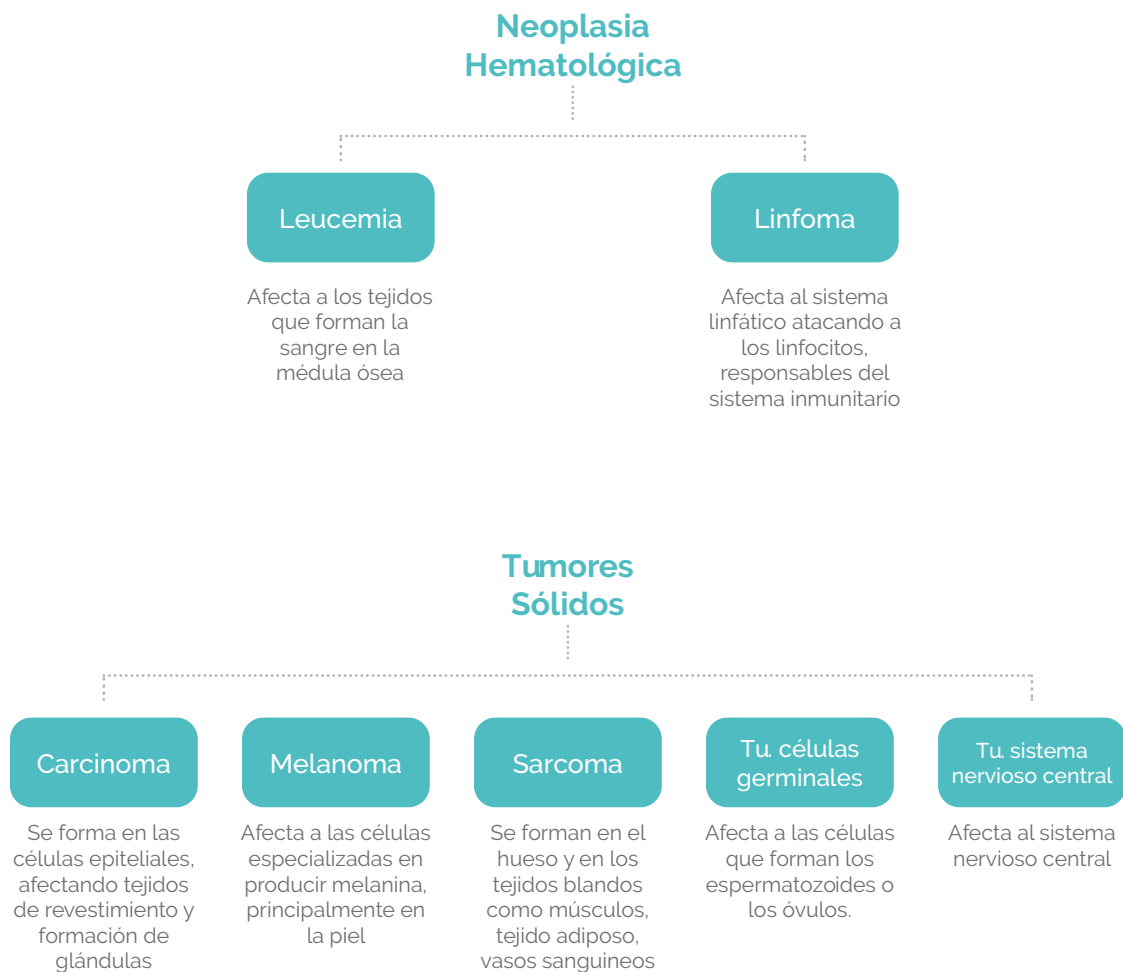 Neoplasia
Hematológica
Leucemia
Afecta a los tejidos
que forman la
sangre en la
médula ósea
Linfoma
Afecta al sistema
linfático atacando a
los linfocitos,
responsables del
sistema inmunitario
Tumores
Sólidos
Carcinoma
Se forma en las
células epiteliales,
afectando tejidos
de revestimiento y
formación de
glándulas
Melanoma
Afecta a las células
especializadas en
producir melanina,
principalmente en
la piel
Sarcoma
Se forman en el
hueso y en los
tejidos blandos
como músculos,
tejido adiposo,
vasos sanguineos
Tu. células
germinales
Afecta a las células
que forman los
espermatozoides o
los óvulos.
Tu. sistema
nervioso central
Afecta al sistema
nervioso central